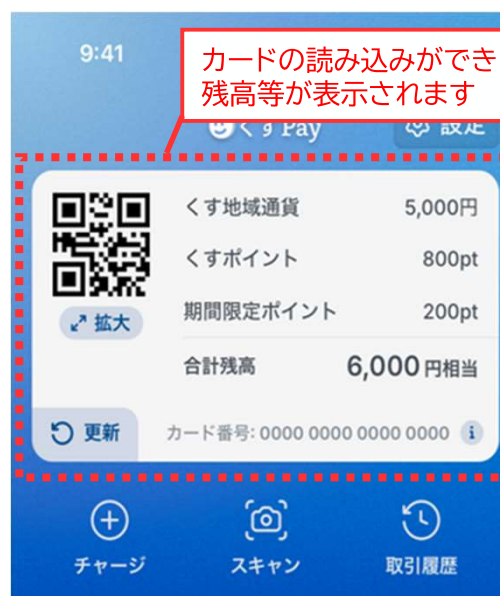 9:41
カードの読み込みができ
残高等が表示されます
くすPay
設定
くす地域通貨 5,000円
くすポイント 800pt
拡大
期間限定ポイント 200pt
合計残高 6,000円相当
更新 カード番号: 0000 0000 0000 0000 i
チャージ スキャン 取引履歴